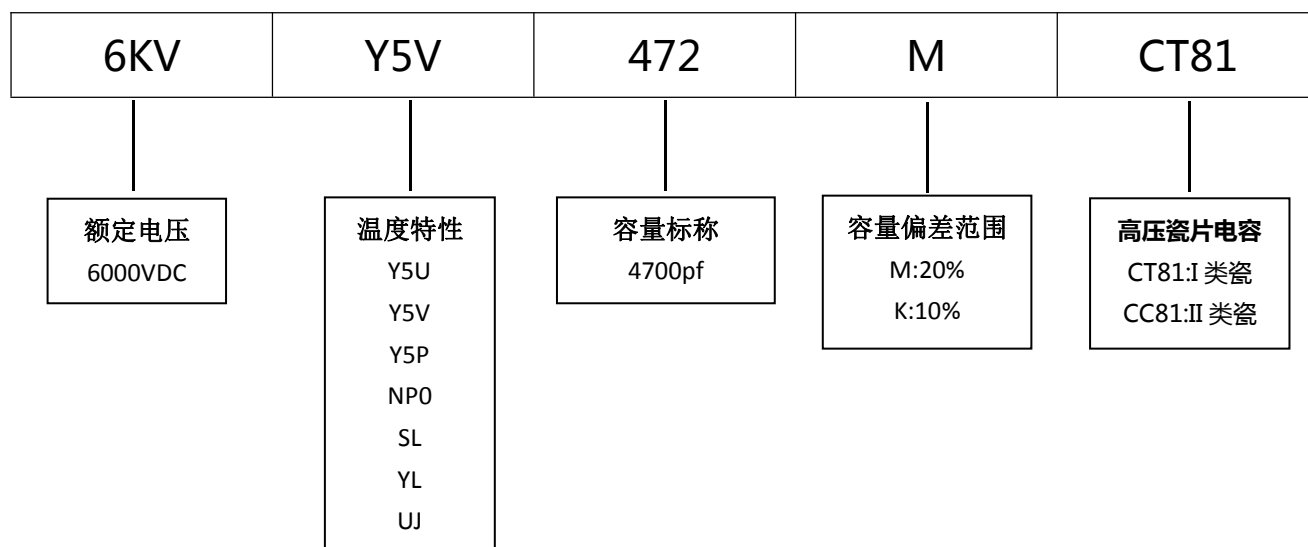 6KV Y5V 472 M CT81
额定电压
6000VDC
温度特性
Y5U
Y5V
Y5P
NP0
SL
YL
UJ
容量标称
4700pf
容量偏差范围
M:20%
K:10%
高压瓷片电容
CT81:I 类瓷
CC81:II 类瓷